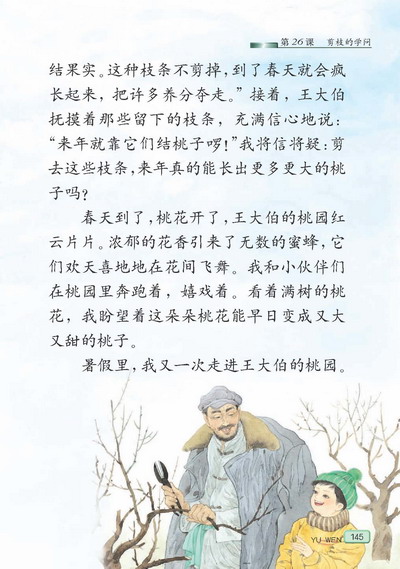 第26课 剪枝的学问
结果实。这种枝条不剪掉，到了春天就会疯
长起来，把许多养分夺走。”接着，王大伯
抚摸着那些留下的枝条，充满信心地说：
“来年就靠它们结桃子啰！”我将信将疑：剪
去这些枝条，来年真的能长出更多更大的桃
子吗？
春天到了，桃花开了，王大伯的桃园红
云片片。浓郁的花香引来了无数的蜜蜂，它
们欢天喜地地在花间飞舞。我和小伙伴们
在桃园里奔跑着，嬉戏着。看着满树的桃
花，我盼望着这朵朵桃花能早日变成又大
又甜的桃子。
暑假里，我又一次走进王大伯的桃园。
YU WEN 145